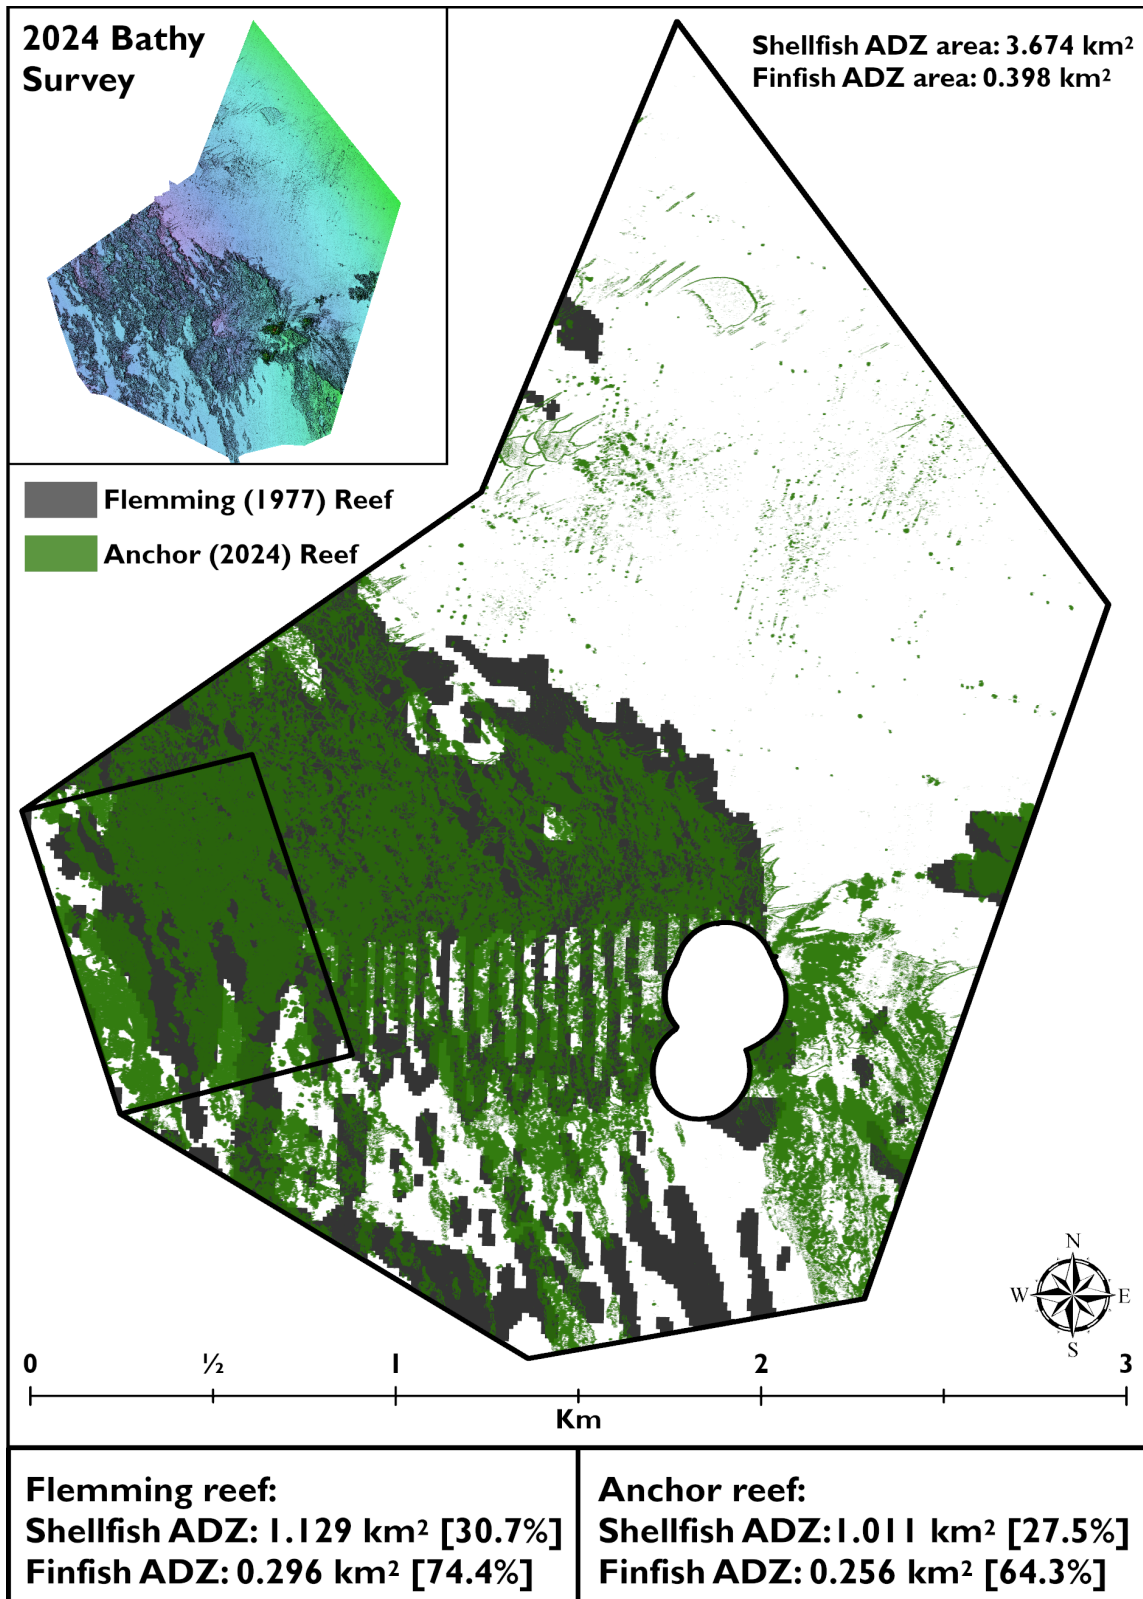 2024 Bathy
Survey
Shellfish ADZ area: 3.674 km²
Finfish ADZ area: 0.398 km²
Flemming (1977) Reef
Anchor (2024) Reef
N
W E
S
0 ½ 1 2 3
Km
Flemming reef:
Shellfish ADZ: 1.129 km² [30.7%]
Finfish ADZ: 0.296 km² [74.4%]
Anchor reef:
Shellfish ADZ:1.011 km² [27.5%]
Finfish ADZ: 0.256 km² [64.3%]